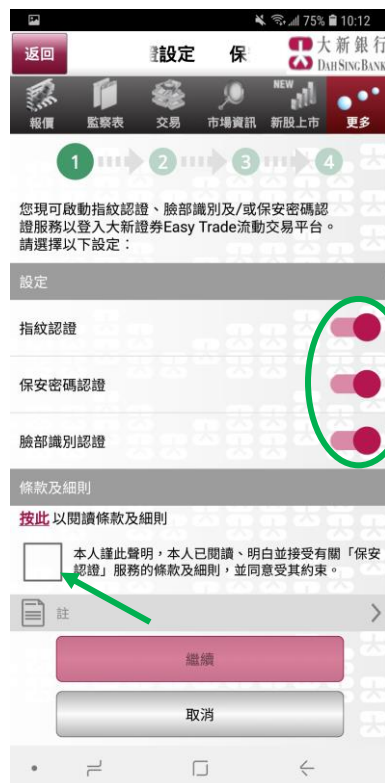 75% 10:12
返回
設定 保
大新銀行
DAH SING BANK
報價 監察表 交易 市場資訊 NEW 新股上市 更多
1 2 3 4
您現可啟動指紋認證、臉部識別及/或保安密碼認
證服務以登入大新證券Easy Trade流動交易平台。
請選擇以下設定：
設定
指紋認證
保安密碼認證
臉部識別認證
條款及細則
按此 以閱讀條款及細則
本人謹此聲明，本人已閱讀、明白並接受有關「保安
認證」服務的條款及細則，並同意受其約束。
註
繼續
取消